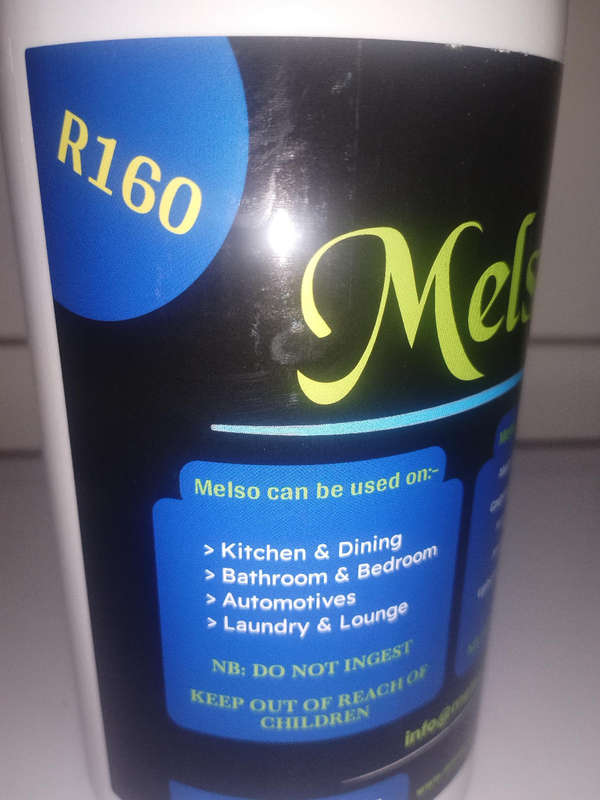 R160
Mels
Melso can be used on:-
> Kitchen & Dining
> Bathroom & Bedroom
> Automotives
> Laundry & Lounge
NB: DO NOT INGEST
KEEP OUT OF REACH OF
CHILDREN
info@m